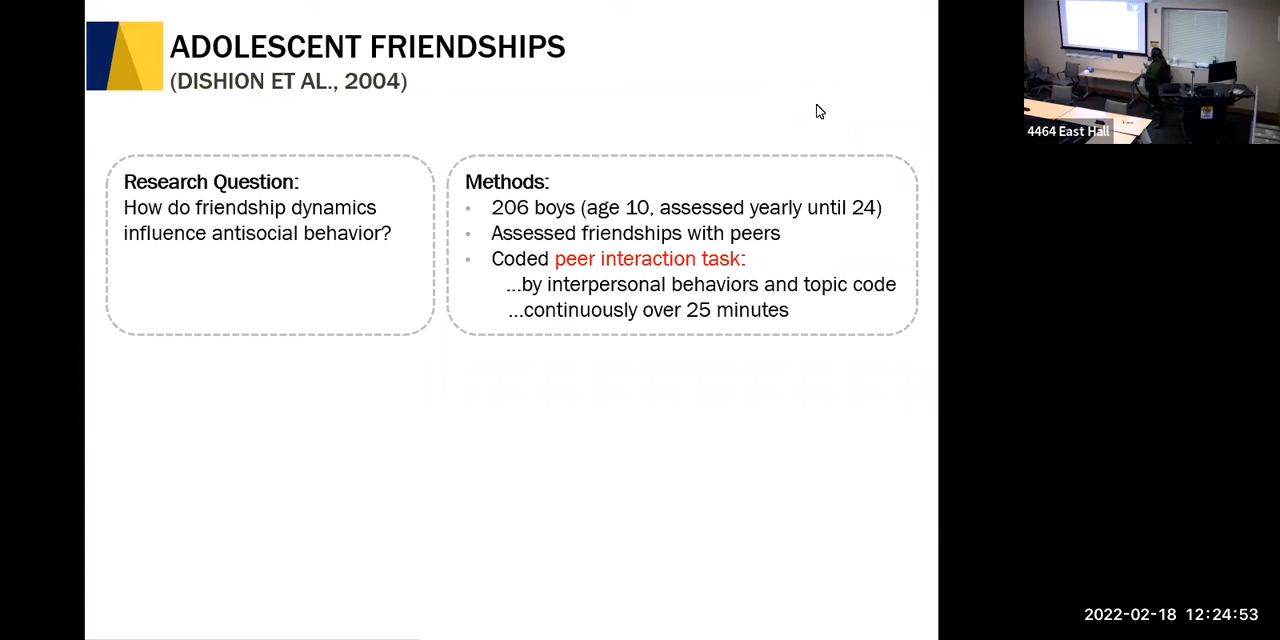 ADOLESCENT FRIENDSHIPS
(DISHION ET AL., 2004)
Research Question:
How do friendship dynamics
influence antisocial behavior?
Methods:
• 206 boys (age 10, assessed yearly until 24)
• Assessed friendships with peers
• Coded peer interaction task:
...by interpersonal behaviors and topic code
...continuously over 25 minutes
4464 East Hall
2022-02-18 12:24:53